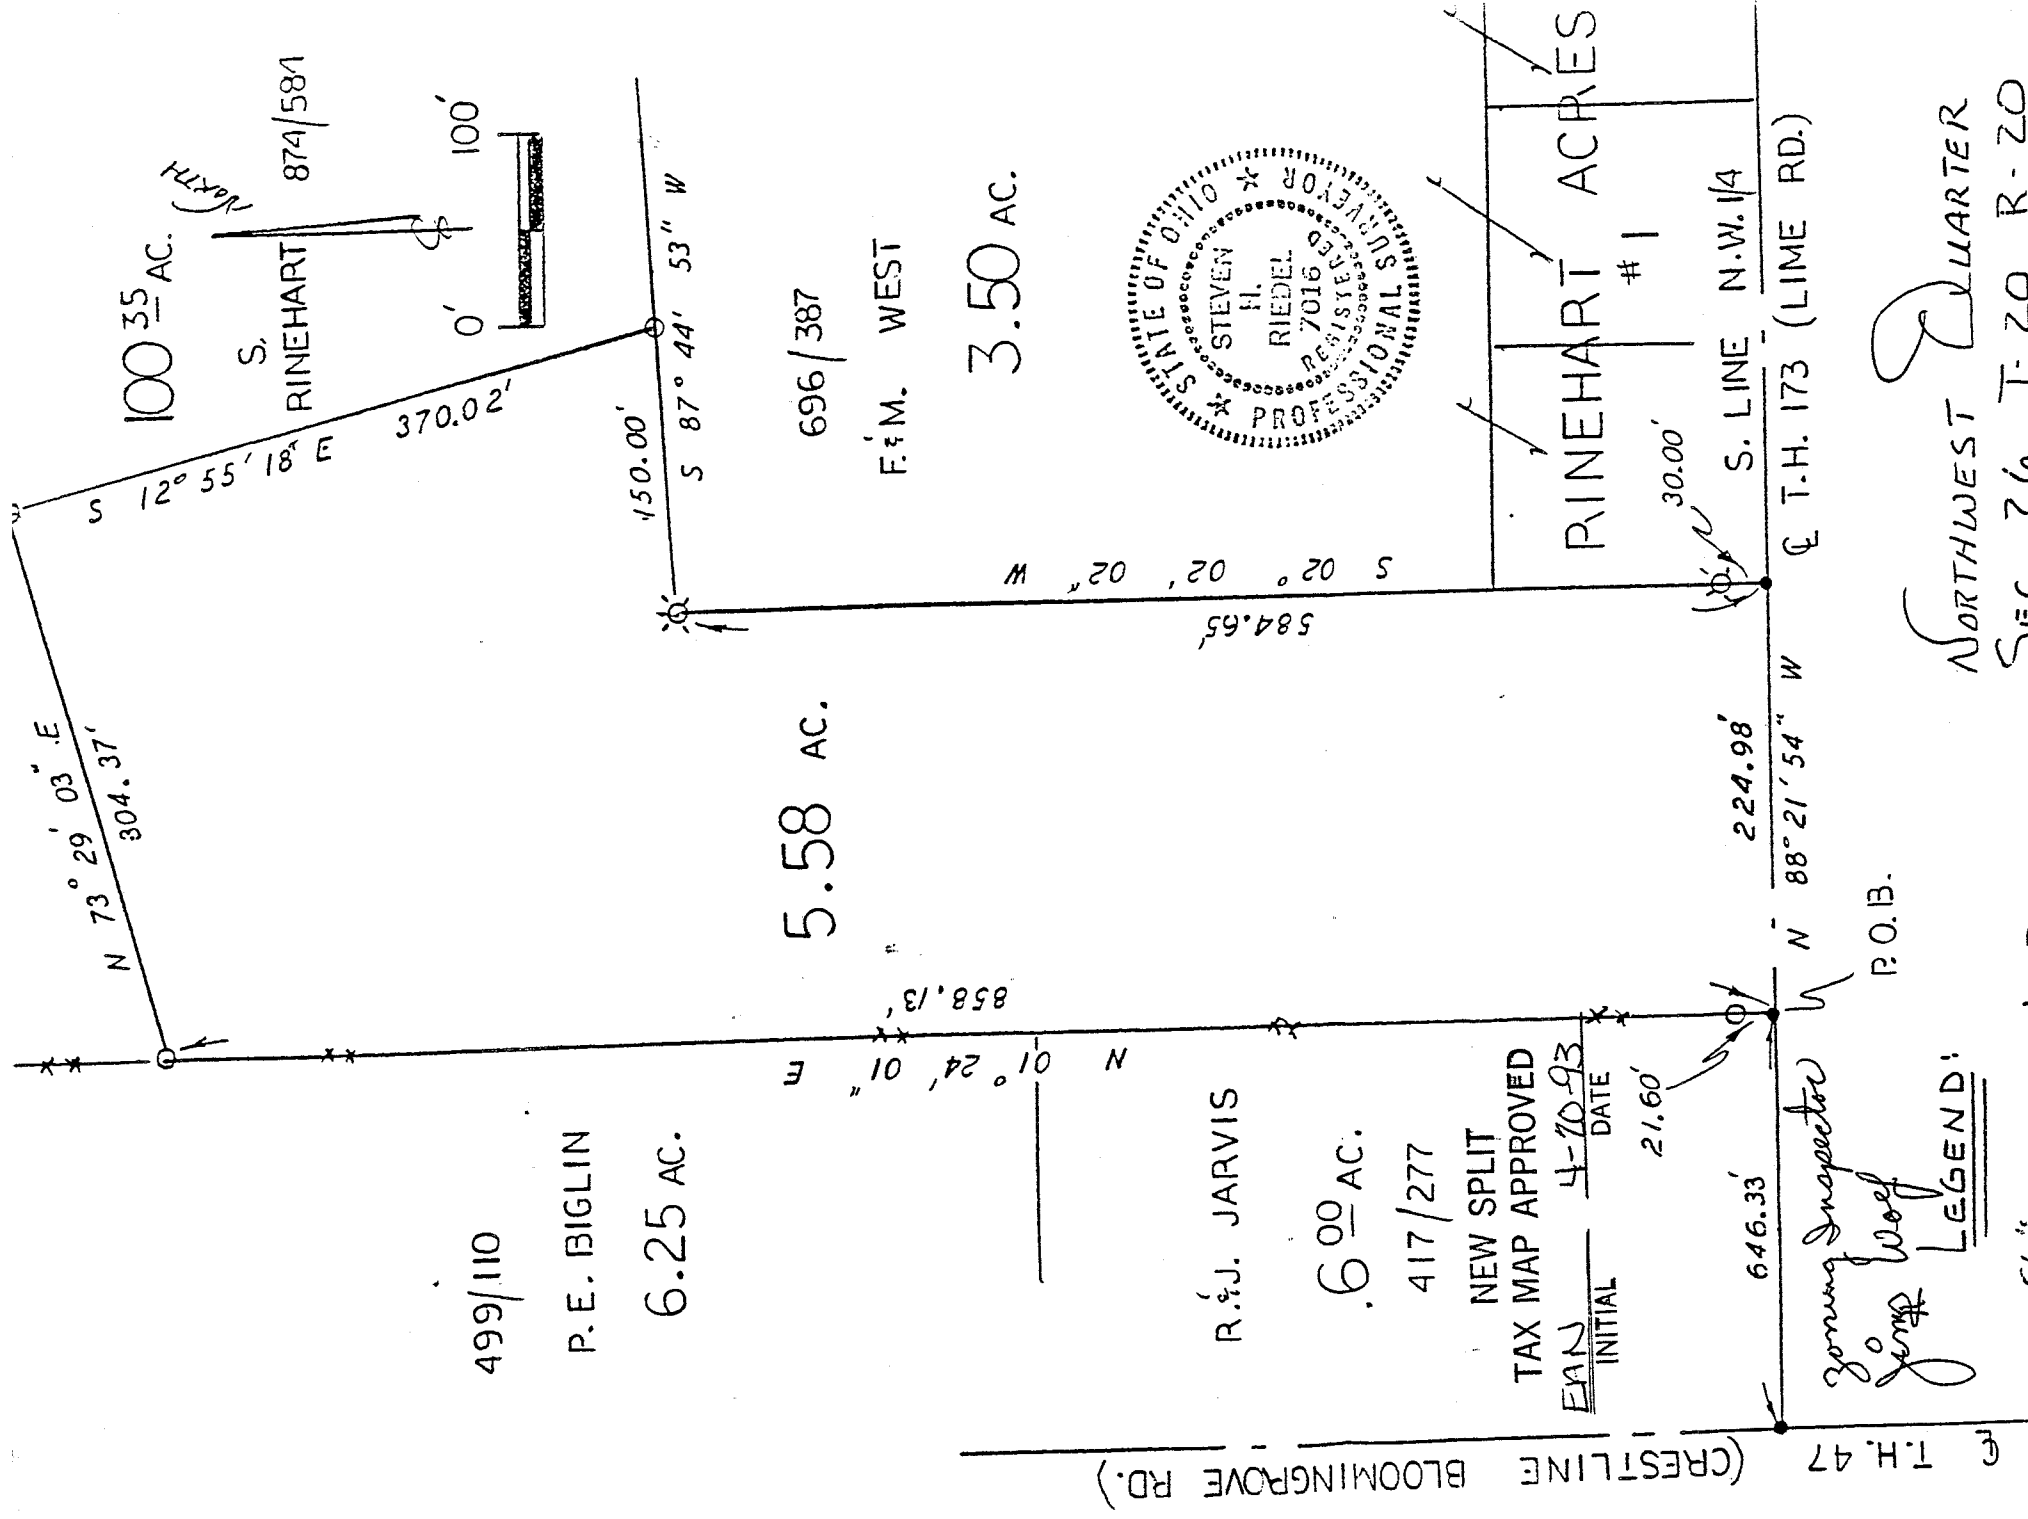 100 35 AC.
S.
RINEHART 874/581
NORTH
0' 100'
N 73° 29' 03" E
304.37'
S 12° 55' 18" E
370.02'
150.00'
S 87° 44' 53" W
696/387
F.&M. WEST
3.50 AC.
STATE OF OHIO
STEVEN
H.
RIEDEL
7016
REGISTERED
PROFESSIONAL SURVEYOR
S 02° 02' 02" W
584.65'
5.58 AC.
858.13'
N 01° 24' 01" E
499/110
P. E. BIGLIN
6.25 AC.
R.&J. JARVIS
.6 00 AC.
417/277
NEW SPLIT
TAX MAP APPROVED
EAN 4-20-93
INITIAL DATE
21.60'
646.33'
RINEHART ACRES
#1
30.00'
S. LINE N.W.1/4
℄ T.H. 173 (LIME RD.)
224.98'
N 88° 21' 54" W
P.O.B.
Zoning Inspector
LEGEND:
NORTHWEST QUARTER
SEC 26 T-20 R-20
℄ T.H. 47 (CRESTLINE BLOOMINGROVE RD.)